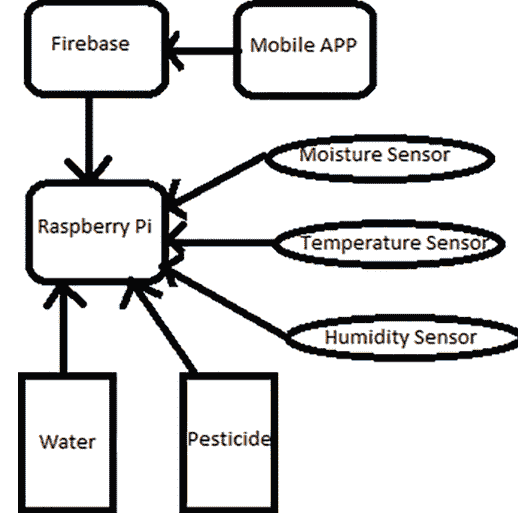 Firebase
Mobile APP
Moisture Sensor
Raspberry Pi
Temperature Sensor
Humidity Sensor
Water
Pesticide